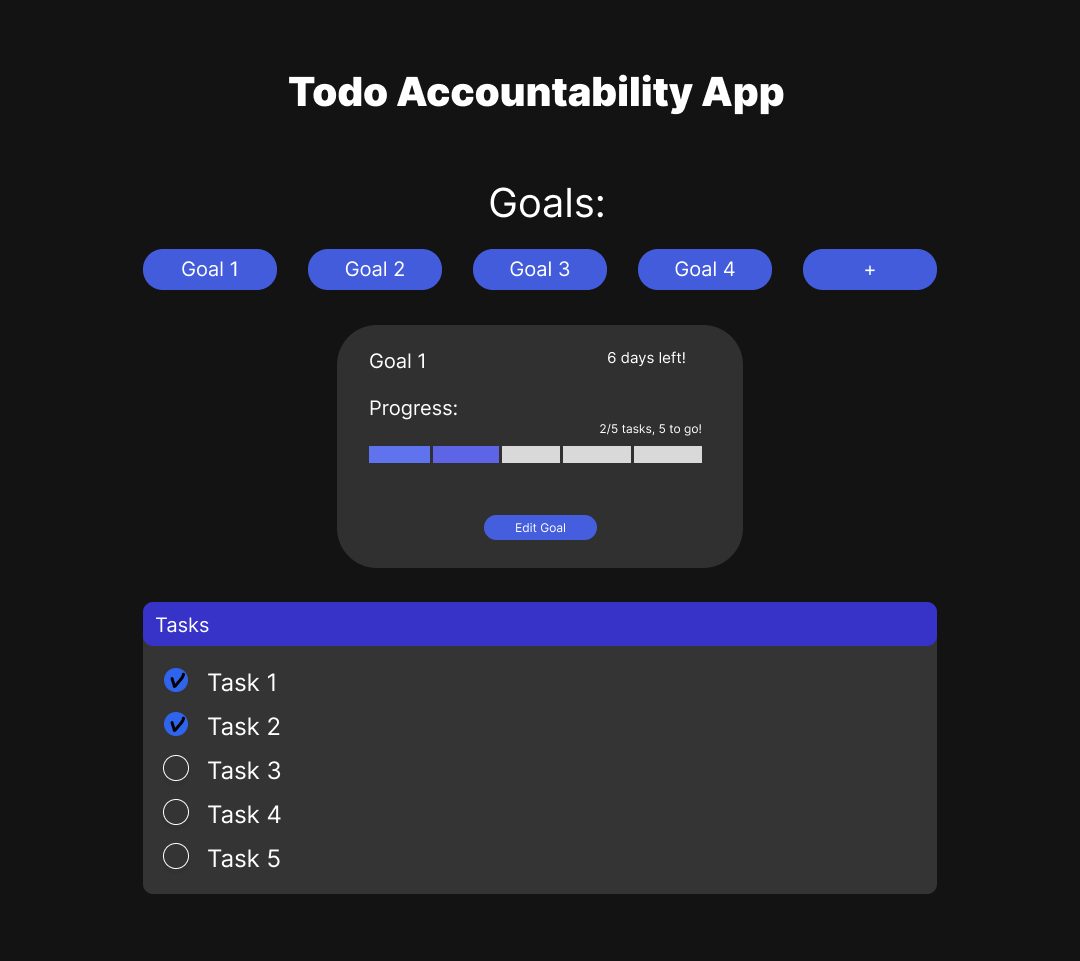 Todo Accountability App
Goals:
Goal 1
Goal 2
Goal 3
Goal 4
+
Goal 1
6 days left!
Progress:
2/5 tasks, 5 to go!
Edit Goal
Tasks
Task 1
Task 2
Task 3
Task 4
Task 5